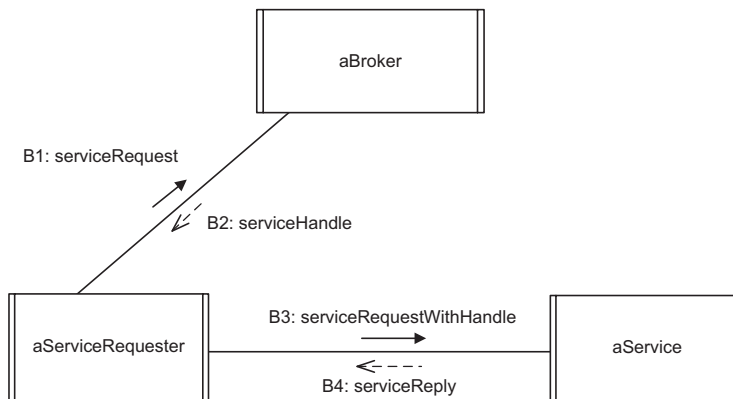 aBroker
B1: serviceRequest
B2: serviceHandle
B3: serviceRequestWithHandle
aServiceRequester
aService
B4: serviceReply